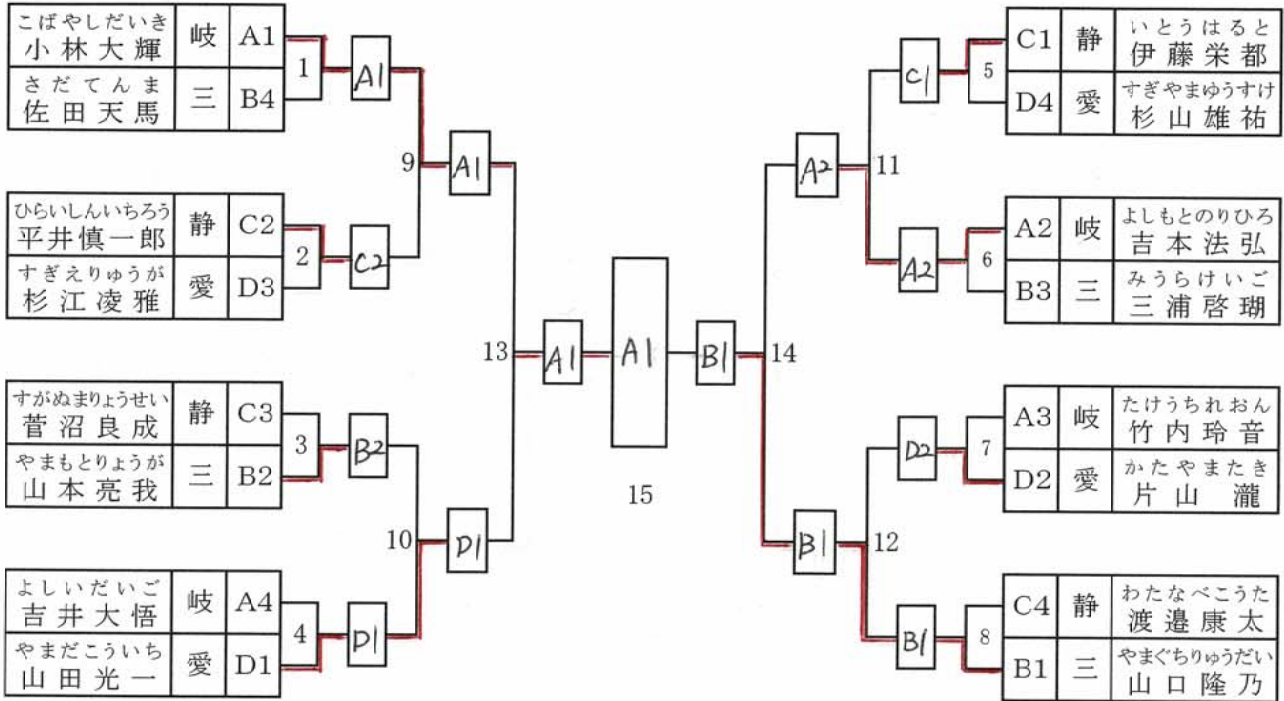 こばやしだいき
小林大輝 岐 A1
1
A1
さだてんま
佐田天馬 三 B4
9
A1
ひらいしんいちろう
平井慎一郎 静 C2
2
C2
すぎえりゅうが
杉江凌雅 愛 D3
13
A1
すがぬまりょうせい
菅沼良成 静 C3
3
B2
やまもとりょうが
山本亮我 三 B2
10
D1
よしいだいご
吉井大悟 岐 A4
4
D1
やまだこういち
山田光一 愛 D1
A1
15
いとうはると
C1 静 伊藤栄都
C1
5
すぎやまゆうすけ
D4 愛 杉山雄祐
A2
11
よしもとのりひろ
A2 岐 吉本法弘
A2
6
みうらけいご
B3 三 三浦啓瑚
B1
14
たけうちれおん
A3 岐 竹内玲音
D2
7
かたやまたき
D2 愛 片山 瀧
B1
12
わたなべこうた
C4 静 渡邉康太
B1
8
やまぐちりゅうだい
B1 三 山口隆乃